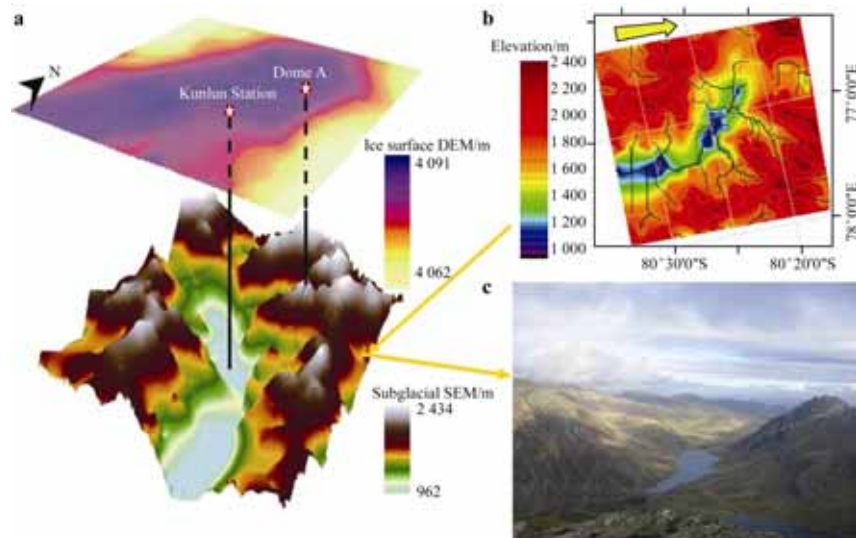 a
N
Dome A
Kunlun Station
Ice surface DEM/m
4 091
4 062
Subglacial SEM/m
2 434
962
b
Elevation/m
2 400
2 200
2 000
1 800
1 600
1 400
1 200
1 000
77°0'0"E
78°0'0"E
80°30'0"S
80°20'0"S
c